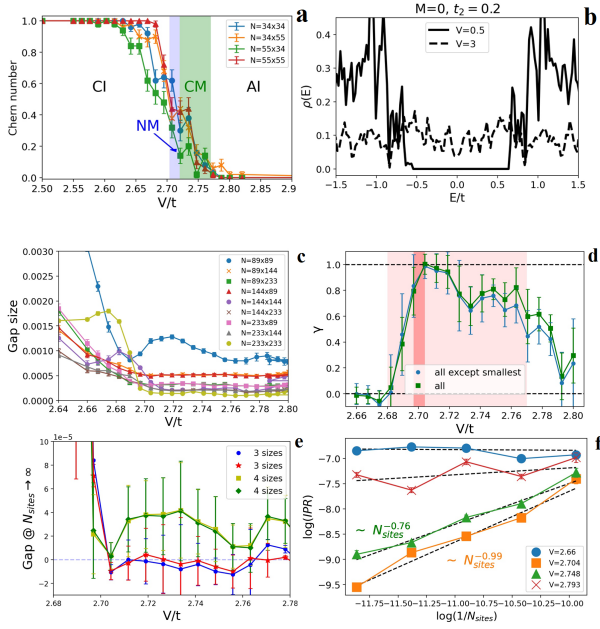 a
Chern number
1.0
0.8
0.6
0.4
0.2
0.0
N=34x34
N=34x55
N=55x34
N=55x55
CI
CM
AI
NM
2.50 2.55 2.60 2.65 2.70 2.75 2.80 2.85 2.9
V/t
M=0, t2 = 0.2
b
ρ(E)
0.4
0.3
0.2
0.1
0.0
V=0.5
V=3
−1.5 −1.0 −0.5 0.0 0.5 1.0 1.5
E/t
c
Gap size
0.0030
0.0025
0.0020
0.0015
0.0010
0.0005
0.0000
N=89x89
N=89x144
N=89x233
N=144x89
N=144x144
N=144x233
N=233x89
N=233x144
N=233x233
2.64 2.66 2.68 2.70 2.72 2.74 2.76 2.78 2.80
V/t
d
γ
1.0
0.8
0.6
0.4
0.2
0.0
all except smallest
all
2.66 2.68 2.70 2.72 2.74 2.76 2.78 2.80
V/t
e
Gap @ Nsites → ∞
1e−5
10
8
6
4
2
0
−2
3 sizes
3 sizes
4 sizes
4 sizes
2.68 2.70 2.72 2.74 2.76 2.78
V/t
f
log(IPR)
−7.0
−7.5
−8.0
−8.5
−9.0
−9.5
~ Nsites−0.76
~ Nsites−0.99
V=2.66
V=2.704
V=2.748
V=2.793
−11.75 −11.50 −11.25 −11.00 −10.75 −10.50 −10.25 −10.00
log(1/Nsites)